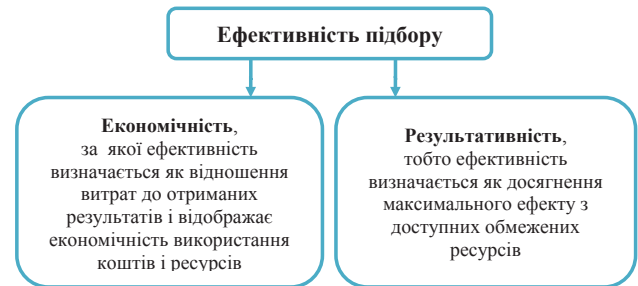 Ефективність підбору
Економічність,
за якої ефективність
визначається як відношення
витрат до отриманих
результатів і відображає
економічність використання
коштів і ресурсів
Результативність,
тобто ефективність
визначається як досягнення
максимального ефекту з
доступних обмежених
ресурсів